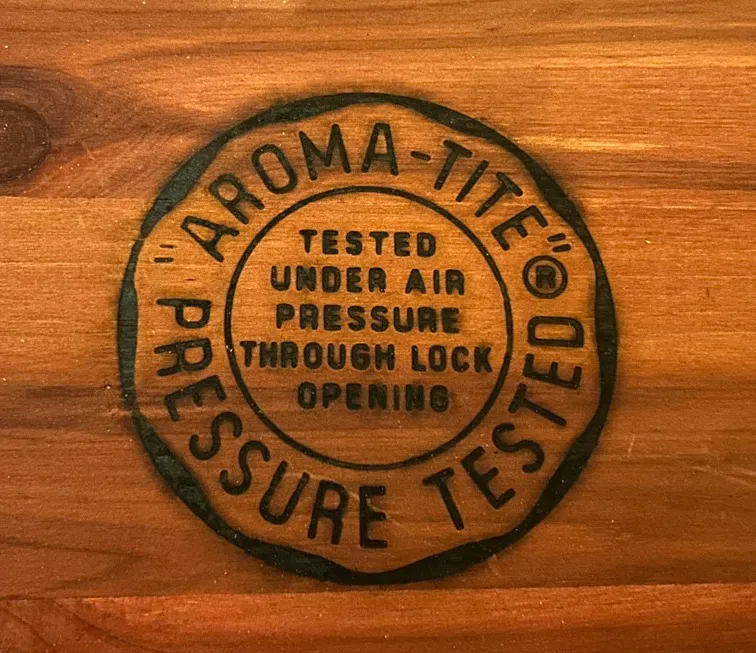 "AROMA-TITE"®
PRESSURE TESTED
TESTED
UNDER AIR
PRESSURE
THROUGH LOCK
OPENING